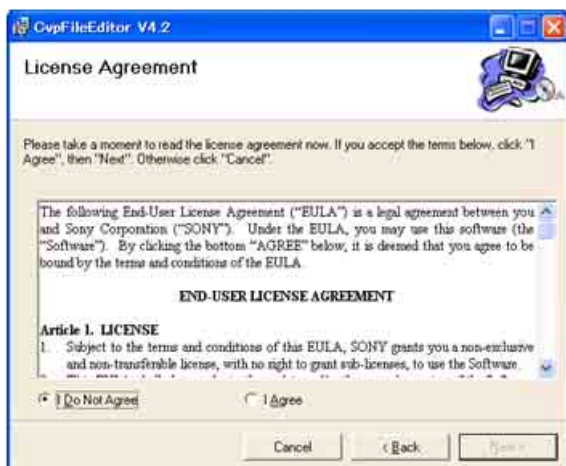 CvpFileEditor V4.2
License Agreement
Please take a moment to read the license agreement now. If you accept the terms below, click "I
Agree", then "Next". Otherwise click "Cancel".
The following End-User License Agreement (“EULA”) is a legal agreement between you
and Sony Corporation (“SONY”). Under the EULA, you may use this software (the
“Software”). By clicking the bottom “AGREE” below, it is deemed that you agree to be
bound by the terms and conditions of the EULA.
END-USER LICENSE AGREEMENT
Article 1. LICENSE
1. Subject to the terms and conditions of this EULA, SONY grants you a non-exclusive
and non-transferable license, with no right to grant sub-licenses, to use the Software.
I Do Not Agree
I Agree
Cancel
< Back
Next >